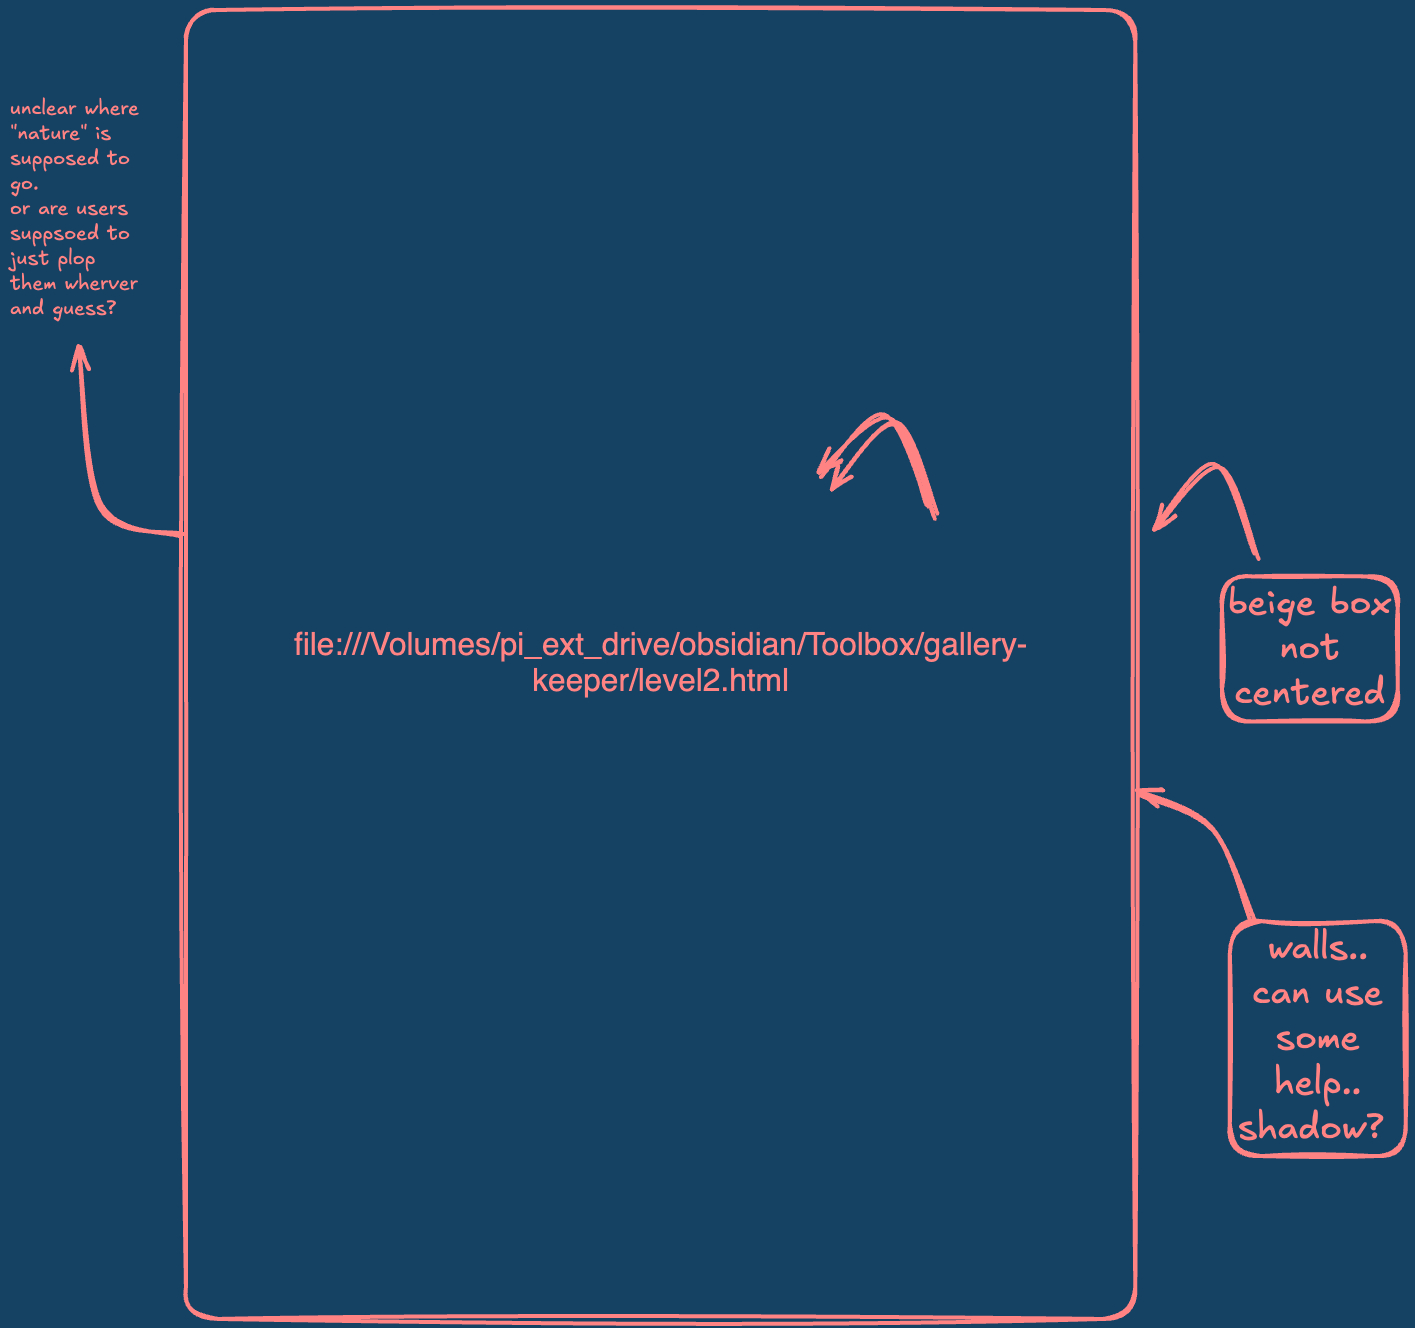 unclear where
"nature" is
supposed to
go.
or are users
suppsoed to
just plop
them wherver
and guess?
file:///Volumes/pi_ext_drive/obsidian/Toolbox/gallery-
keeper/level2.html
beige box
not
centered
walls..
can use
some
help..
shadow?